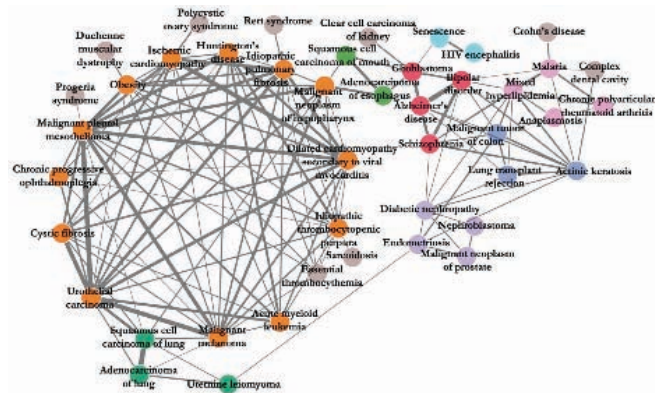 Polycystic
ovary syndrome
Rett syndrome
Duchenne
muscular
dystrophy
Ischemic
cardiomyopathy
Huntington's
disease
Idiopathic
pulmonary
fibrosis
Clear cell carcinoma
of kidney
Squamous cell
carcinoma of mouth
Adenocarcinoma
of esophagus
Senescence
HIV encephalitis
Crohn's disease
Malaria
Complex
dental cavity
Glioblastoma
Bipolar
disorder
Mixed
hyperlipidemia
Chronic polyarticular
rheumatoid arthritis
Anaplasmosis
Progeria
syndrome
Obesity
Malignant
neoplasm
of hypopharynx
Alzheimer's
disease
Malignant pleural
mesothelioma
Schizophrenia
Malignant tumor
of colon
Dilated cardiomyopathy
secondary to viral
myocarditis
Lung transplant
rejection
Actinic keratosis
Chronic progressive
ophthalmoplegia
Diabetic nephropathy
Idiopathic
thrombocytopenic
purpura
Nephroblastoma
Cystic fibrosis
Endometriosis
Malignant neoplasm
of prostate
Sarcoidosis
Essential
thrombocythemia
Urothelial
carcinoma
Acute myeloid
leukemia
Squamous cell
carcinoma of lung
Malignant
melanoma
Adenocarcinoma
of lung
Uterine leiomyoma